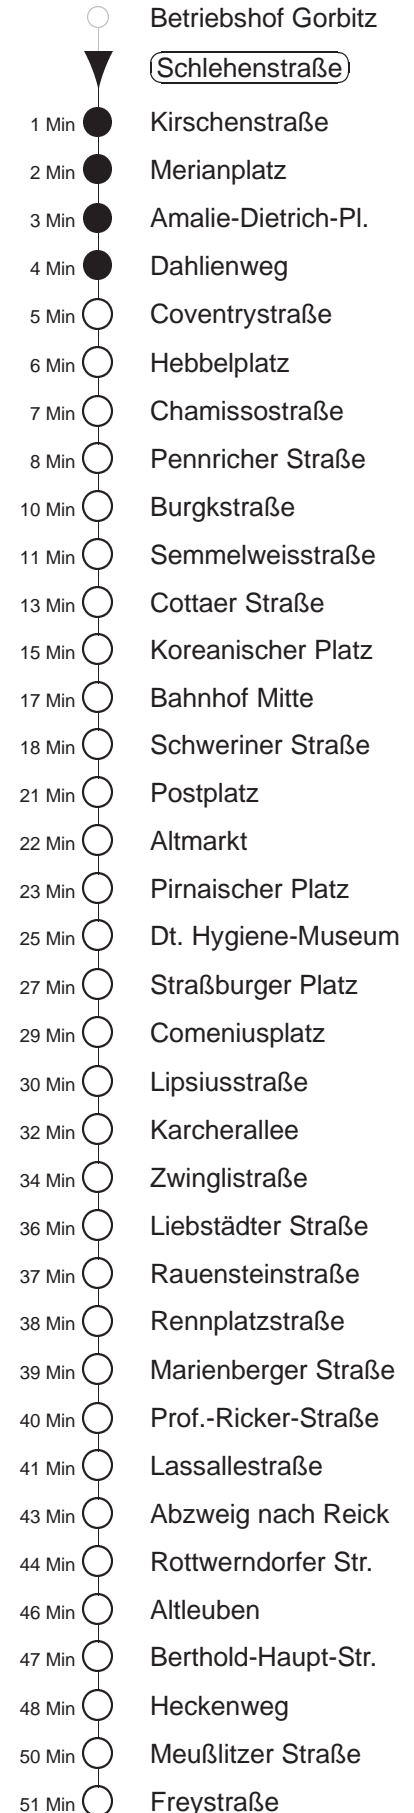 Betriebshof Gorbitz
Schlehenstraße
1 Min Kirschenstraße
2 Min Merianplatz
3 Min Amalie-Dietrich-Pl.
4 Min Dahlienweg
5 Min Coventrystraße
6 Min Hebbelplatz
7 Min Chamissostraße
8 Min Pennricher Straße
10 Min Burgkstraße
11 Min Semmelweisstraße
13 Min Cottaer Straße
15 Min Koreanischer Platz
17 Min Bahnhof Mitte
18 Min Schweriner Straße
21 Min Postplatz
22 Min Altmarkt
23 Min Pirnaischer Platz
25 Min Dt. Hygiene-Museum
27 Min Straßburger Platz
29 Min Comeniusplatz
30 Min Lipsiusstraße
32 Min Karcherallee
34 Min Zwinglistraße
36 Min Liebstädter Straße
37 Min Rauensteinstraße
38 Min Rennplatzstraße
39 Min Marienberger Straße
40 Min Prof.-Ricker-Straße
41 Min Lassallestraße
43 Min Abzweig nach Reick
44 Min Rottwerndorfer Str.
46 Min Altleuben
47 Min Berthold-Haupt-Str.
48 Min Heckenweg
50 Min Meußlitzer Straße
51 Min Freystraße